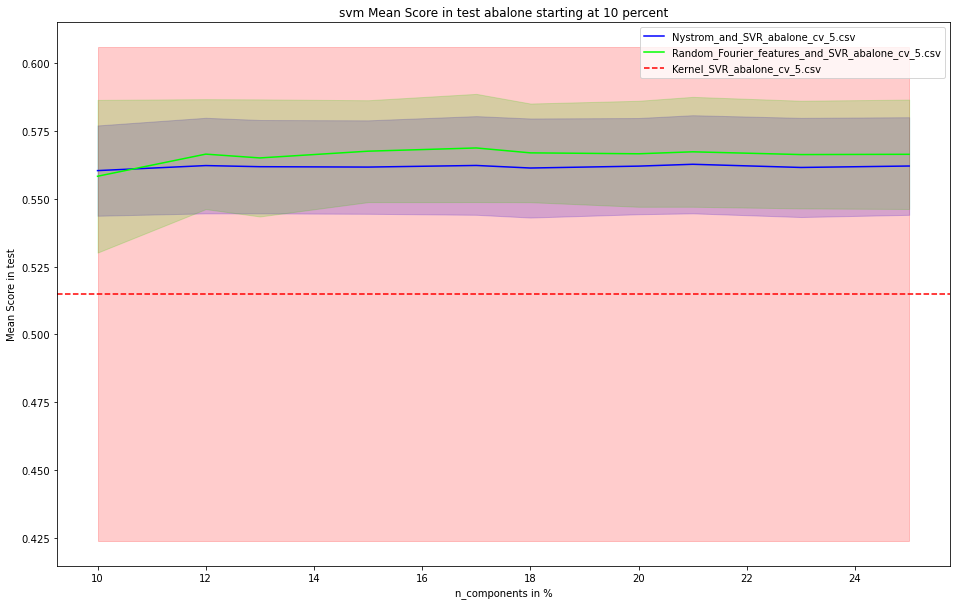 svm Mean Score in test abalone starting at 10 percent
Nystrom_and_SVR_abalone_cv_5.csv
Random_Fourier_features_and_SVR_abalone_cv_5.csv
Kernel_SVR_abalone_cv_5.csv
Mean Score in test
0.600
0.575
0.550
0.525
0.500
0.475
0.450
0.425
10 12 14 16 18 20 22 24
n_components in %